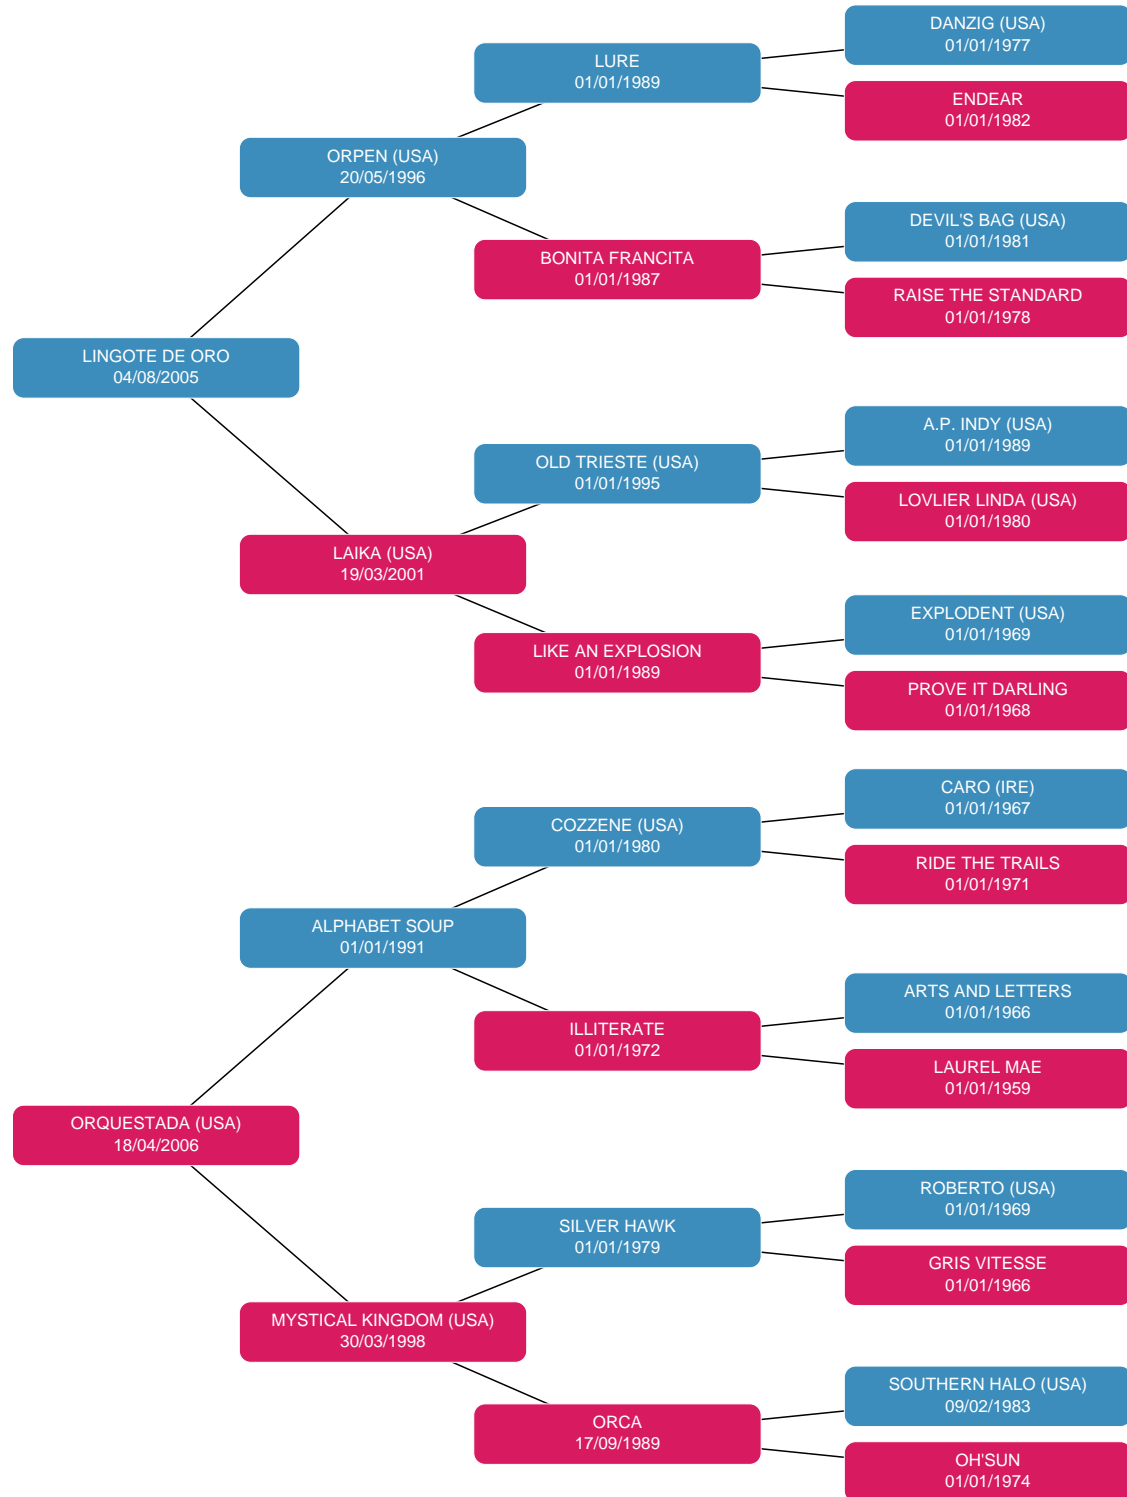 DANZIG (USA)
01/01/1977
LURE
01/01/1989
ENDEAR
01/01/1982
ORPEN (USA)
20/05/1996
DEVIL'S BAG (USA)
01/01/1981
BONITA FRANCITA
01/01/1987
RAISE THE STANDARD
01/01/1978
LINGOTE DE ORO
04/08/2005
A.P. INDY (USA)
01/01/1989
OLD TRIESTE (USA)
01/01/1995
LOVLIER LINDA (USA)
01/01/1980
LAIKA (USA)
19/03/2001
EXPLODENT (USA)
01/01/1969
LIKE AN EXPLOSION
01/01/1989
PROVE IT DARLING
01/01/1968
CARO (IRE)
01/01/1967
COZZENE (USA)
01/01/1980
RIDE THE TRAILS
01/01/1971
ALPHABET SOUP
01/01/1991
ARTS AND LETTERS
01/01/1966
ILLITERATE
01/01/1972
LAUREL MAE
01/01/1959
ORQUESTADA (USA)
18/04/2006
ROBERTO (USA)
01/01/1969
SILVER HAWK
01/01/1979
GRIS VITESSE
01/01/1966
MYSTICAL KINGDOM (USA)
30/03/1998
SOUTHERN HALO (USA)
09/02/1983
ORCA
17/09/1989
OH'SUN
01/01/1974